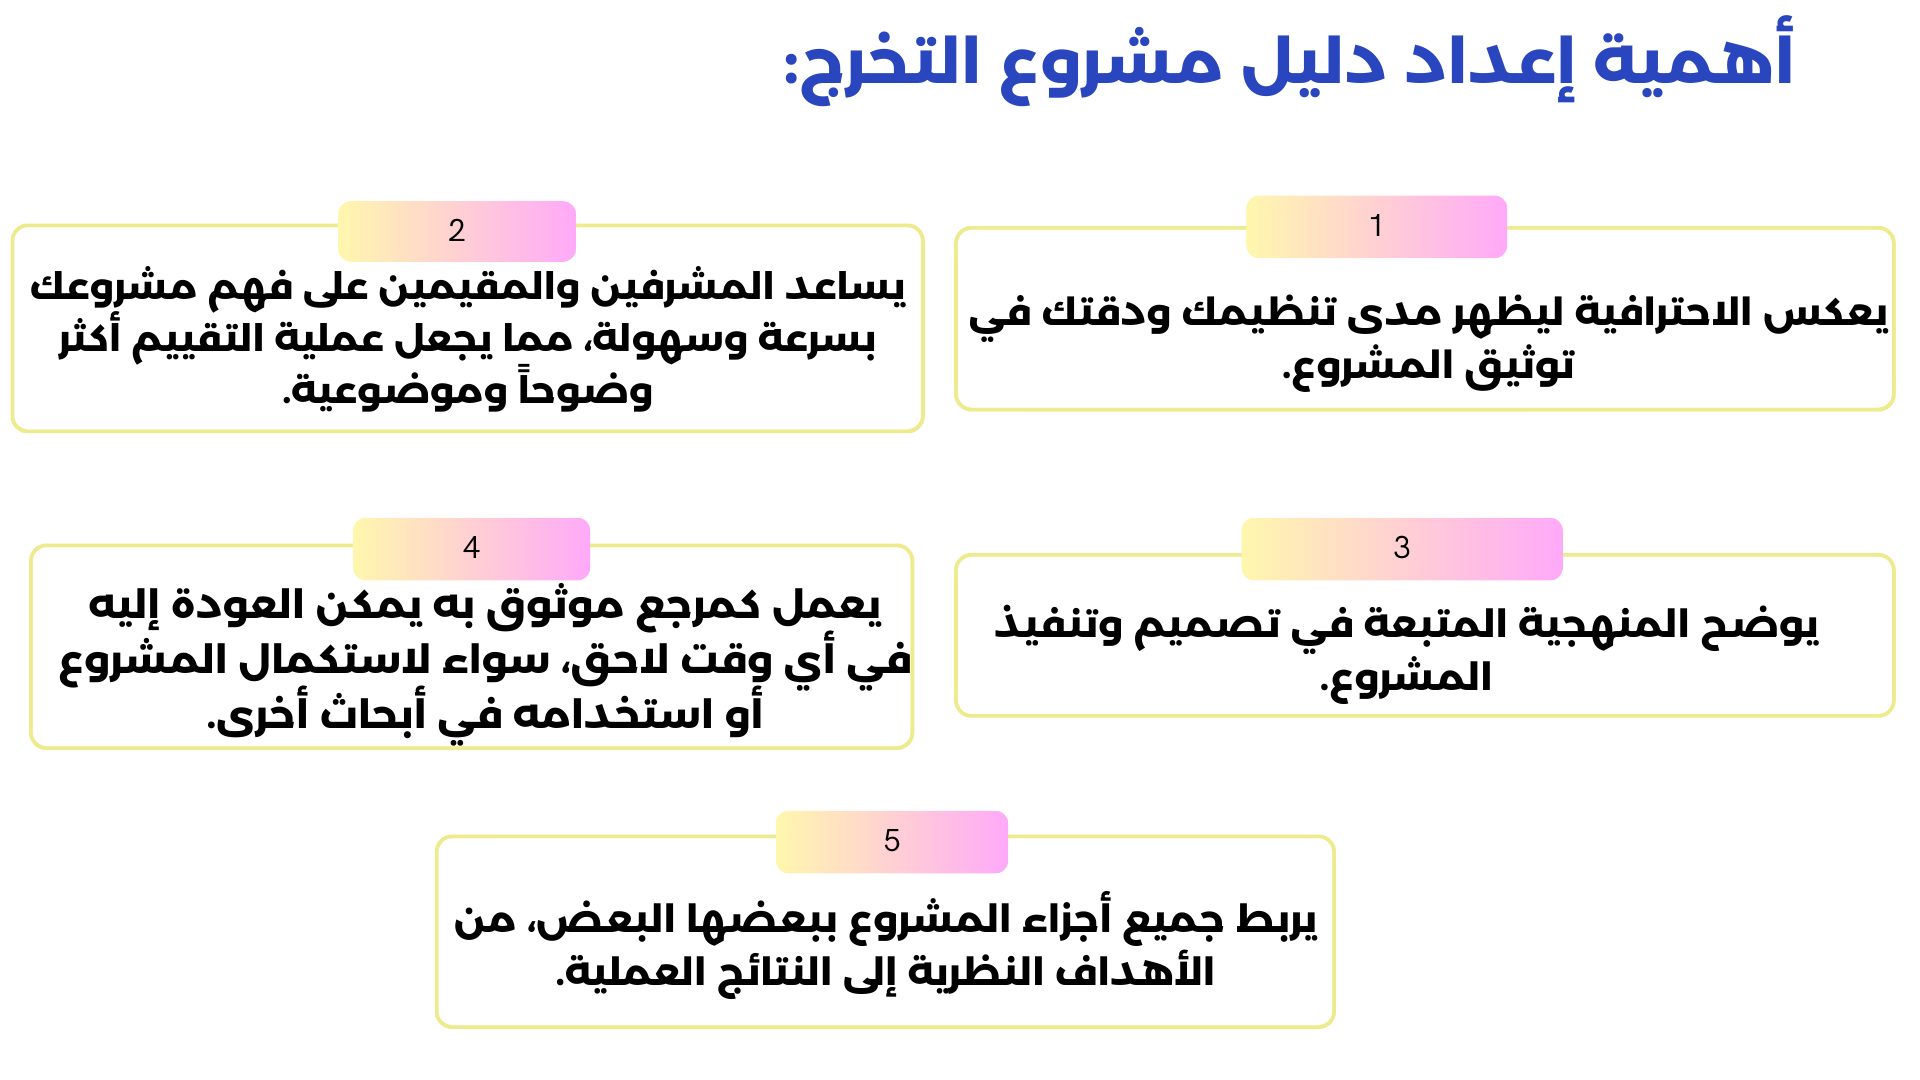 أهمية إعداد دليل مشروع التخرج:
1
يعكس الاحترافية ليظهر مدى تنظيمك ودقتك في
توثيق المشروع.
2
يساعد المشرفين والمقيمين على فهم مشروعك
بسرعة وسهولة، مما يجعل عملية التقييم أكثر
وضوحاً وموضوعية.
3
يوضح المنهجية المتبعة في تصميم وتنفيذ
المشروع.
4
يعمل كمرجع موثوق به يمكن العودة إليه
في أي وقت لاحق، سواء لاستكمال المشروع
أو استخدامه في أبحاث أخرى.
5
يربط جميع أجزاء المشروع ببعضها البعض، من
الأهداف النظرية إلى النتائج العملية.